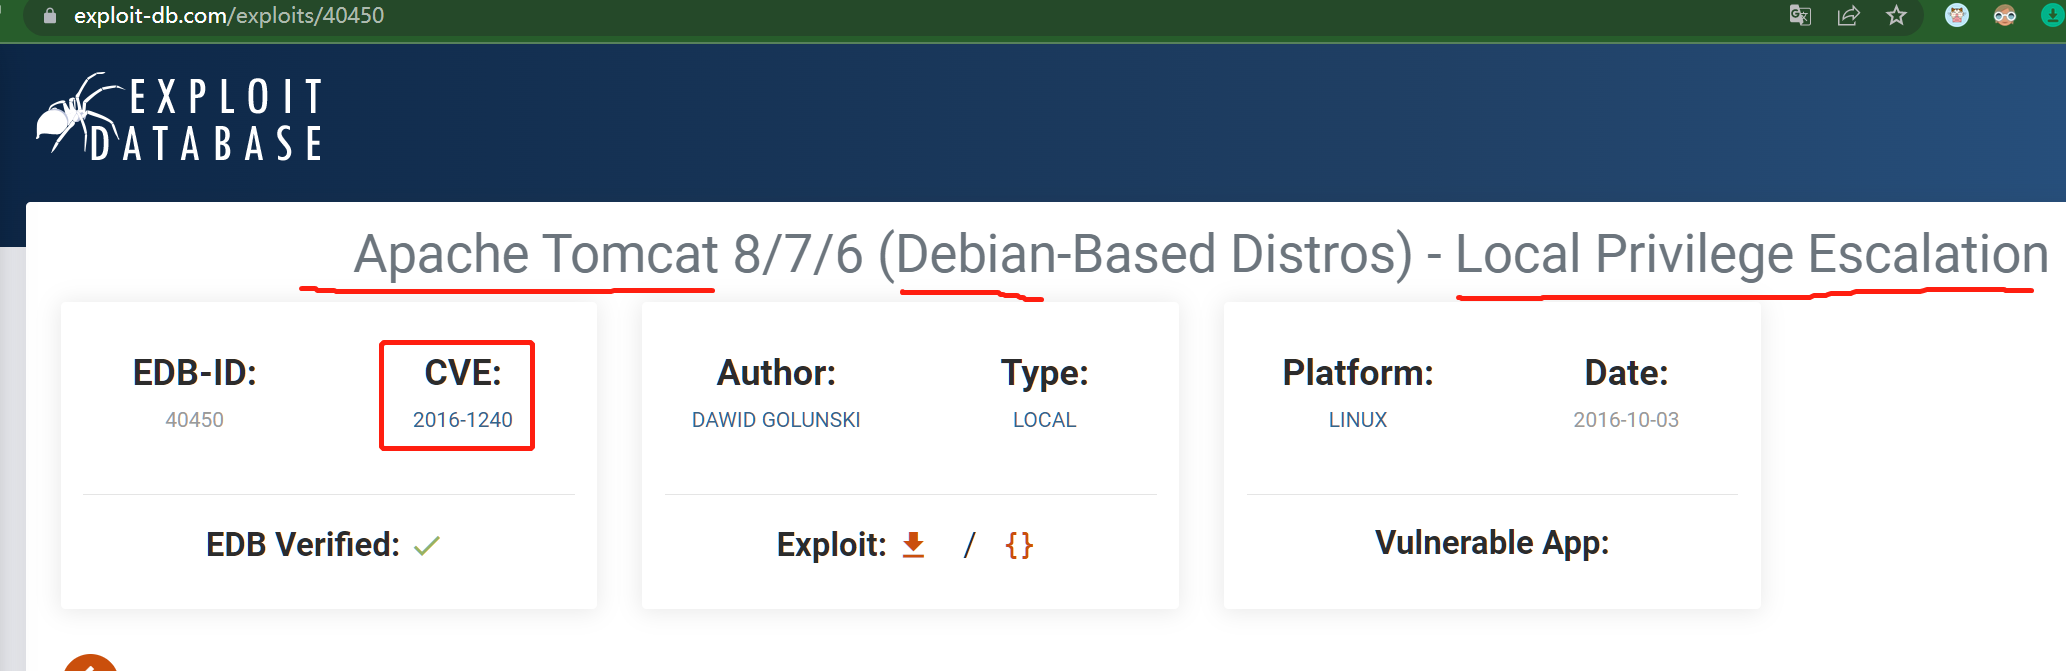 exploit-db.com/exploits/40450
EXPLOIT
DATABASE
Apache Tomcat 8/7/6 (Debian-Based Distros) - Local Privilege Escalation
EDB-ID:
40450
CVE:
2016-1240
EDB Verified:
Author:
DAWID GOLUNSKI
Type:
LOCAL
Exploit: / {}
Platform:
LINUX
Date:
2016-10-03
Vulnerable App: